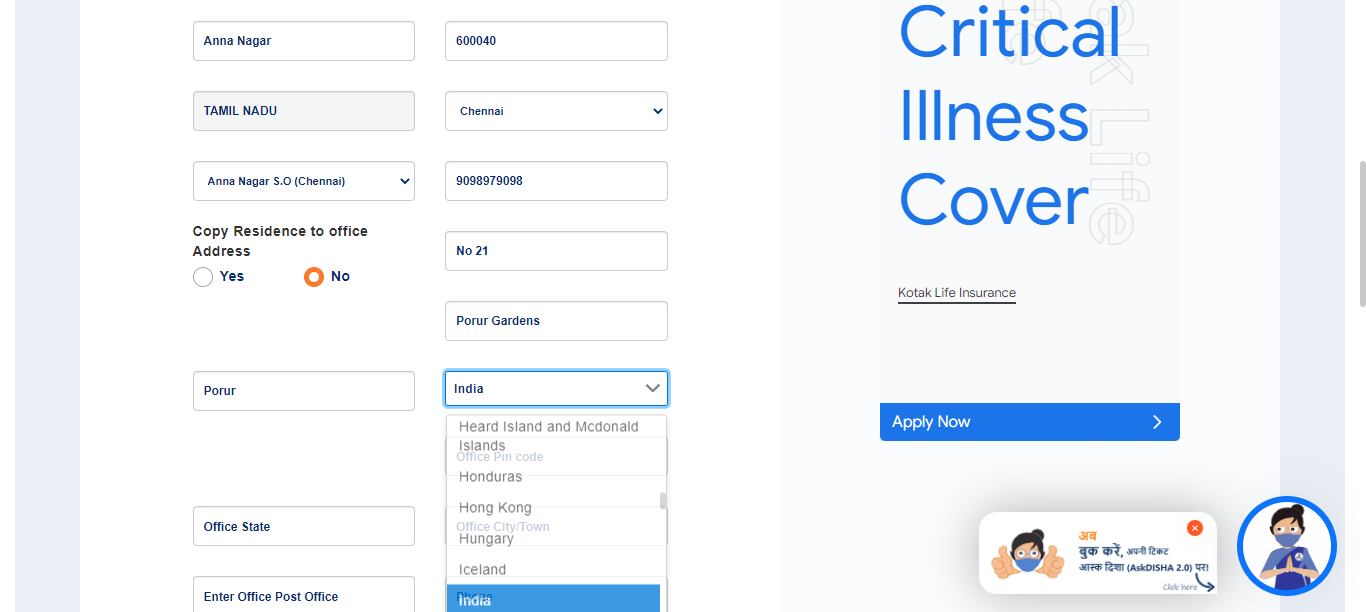 Anna Nagar
600040
TAMIL NADU
Chennai
Anna Nagar S.O (Chennai)
9098979098
Copy Residence to office
Address
Yes
No
No 21
Porur Gardens
Porur
India
Heard Island and Mcdonald
Islands
Office Pin code
Honduras
Hong Kong
Office City/Town
Hungary
Iceland
Phone
India
Office State
Enter Office Post Office
Critical
Illness
Cover
Life
Kotak Life Insurance
Apply Now
अब
बुक करें, अपनी टिकट
आस्क दिशा (AskDISHA 2.0) पर!
Click here